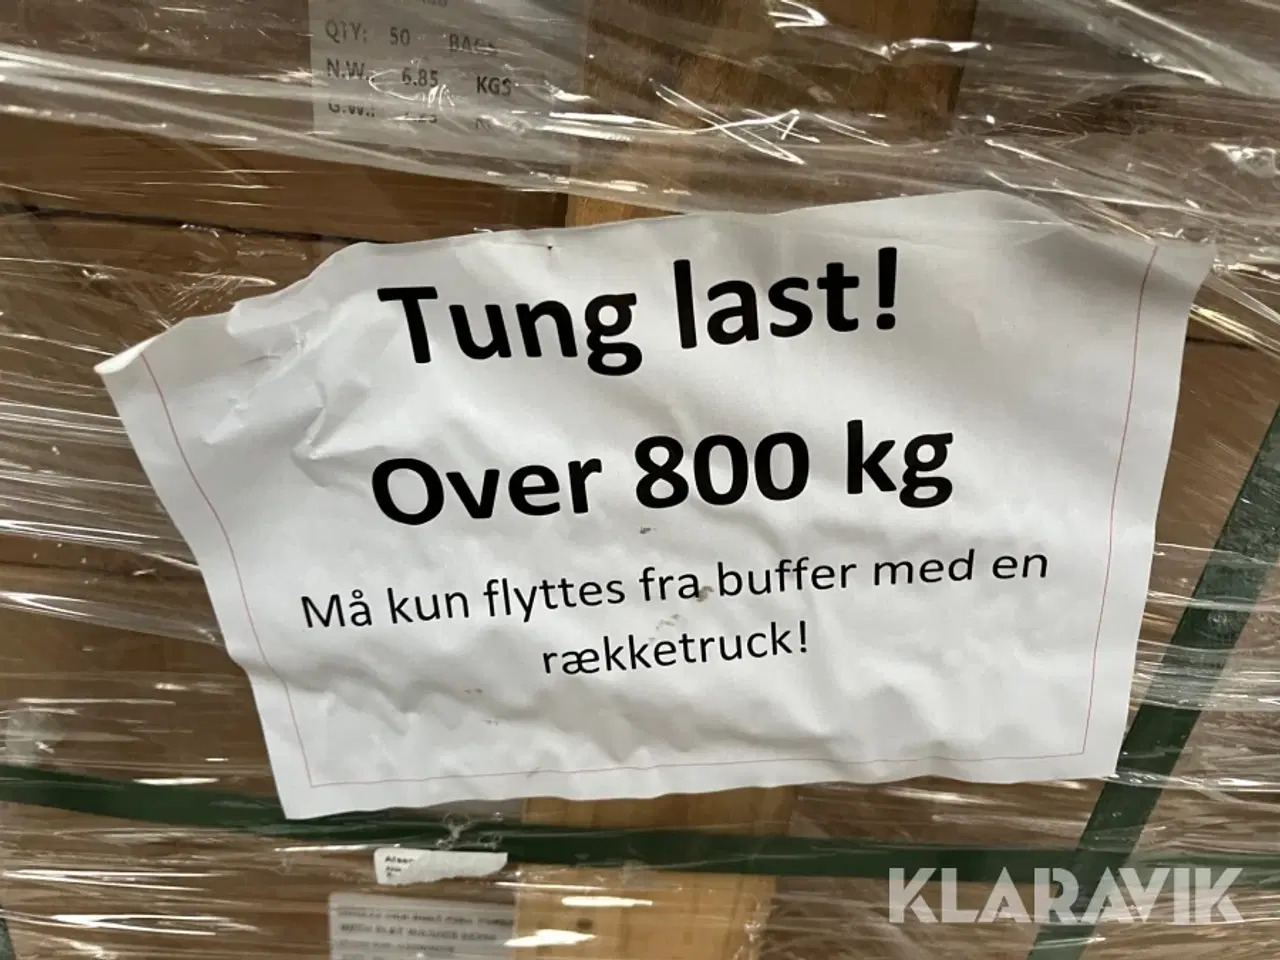 QTY: 50 BAGS
N.W.: 6.85 KGS
G.W.:
Tung last!
Over 800 kg
Må kun flyttes fra buffer med en
rækketruck!
KLARAVIK